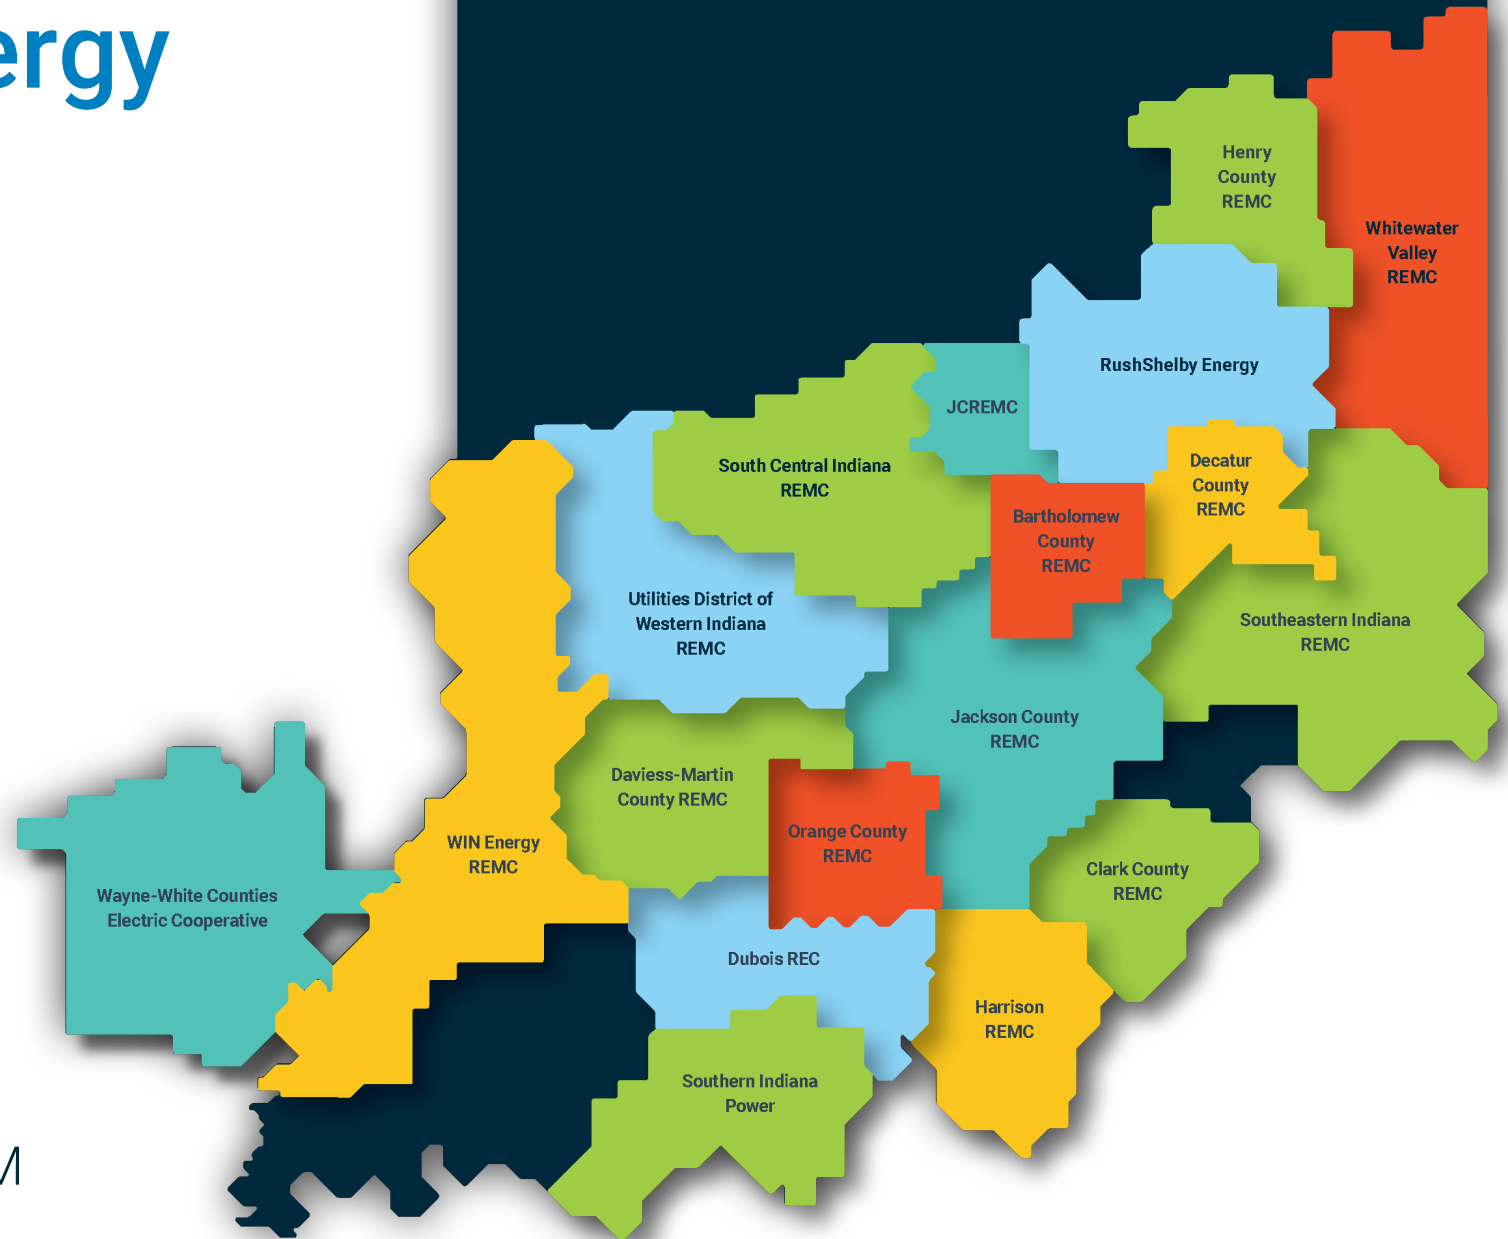 ergy
Henry
County
REMC
Whitewater
Valley
REMC
RushShelby Energy
JCREMC
South Central Indiana
REMC
Decatur
County
REMC
Bartholomew
County
REMC
Utilities District of
Western Indiana
REMC
Southeastern Indiana
REMC
Jackson County
REMC
Daviess-Martin
County REMC
Orange County
REMC
WIN Energy
REMC
Clark County
REMC
Wayne-White Counties
Electric Cooperative
Dubois REC
Harrison
REMC
Southern Indiana
Power
M